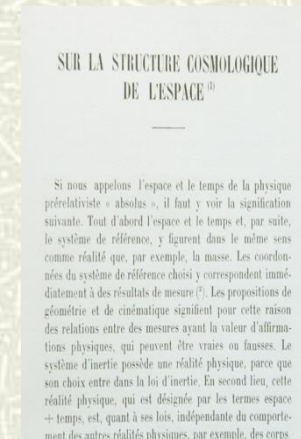 SUR LA STRUCTURE COSMOLOGIQUE
DE L'ESPACE (1)
Si nous appelons l'espace et le temps de la physique
prérelativiste « absolus », il faut y voir la signification
suivante. Tout d'abord l'espace et le temps et, par suite,
le système de référence, y figurent dans le même sens
comme réalité que, par exemple, la masse. Les coordon-
nées du système de référence choisi y correspondent immé-
diatement à des résultats de mesure (2). Les propositions de
géométrie et de cinématique signifient pour cette raison
des relations entre des mesures ayant la valeur d'affirma-
tions physiques, qui peuvent être vraies ou fausses. Le
système d'inertie possède une réalité physique, parce que
son choix entre dans la loi d'inertie. En second lieu, cette
réalité physique, qui est désignée par les termes espace
+ temps, est, quant à ses lois, indépendante du comporte-
ment des autres réalités physiques, par exemple, des corps.